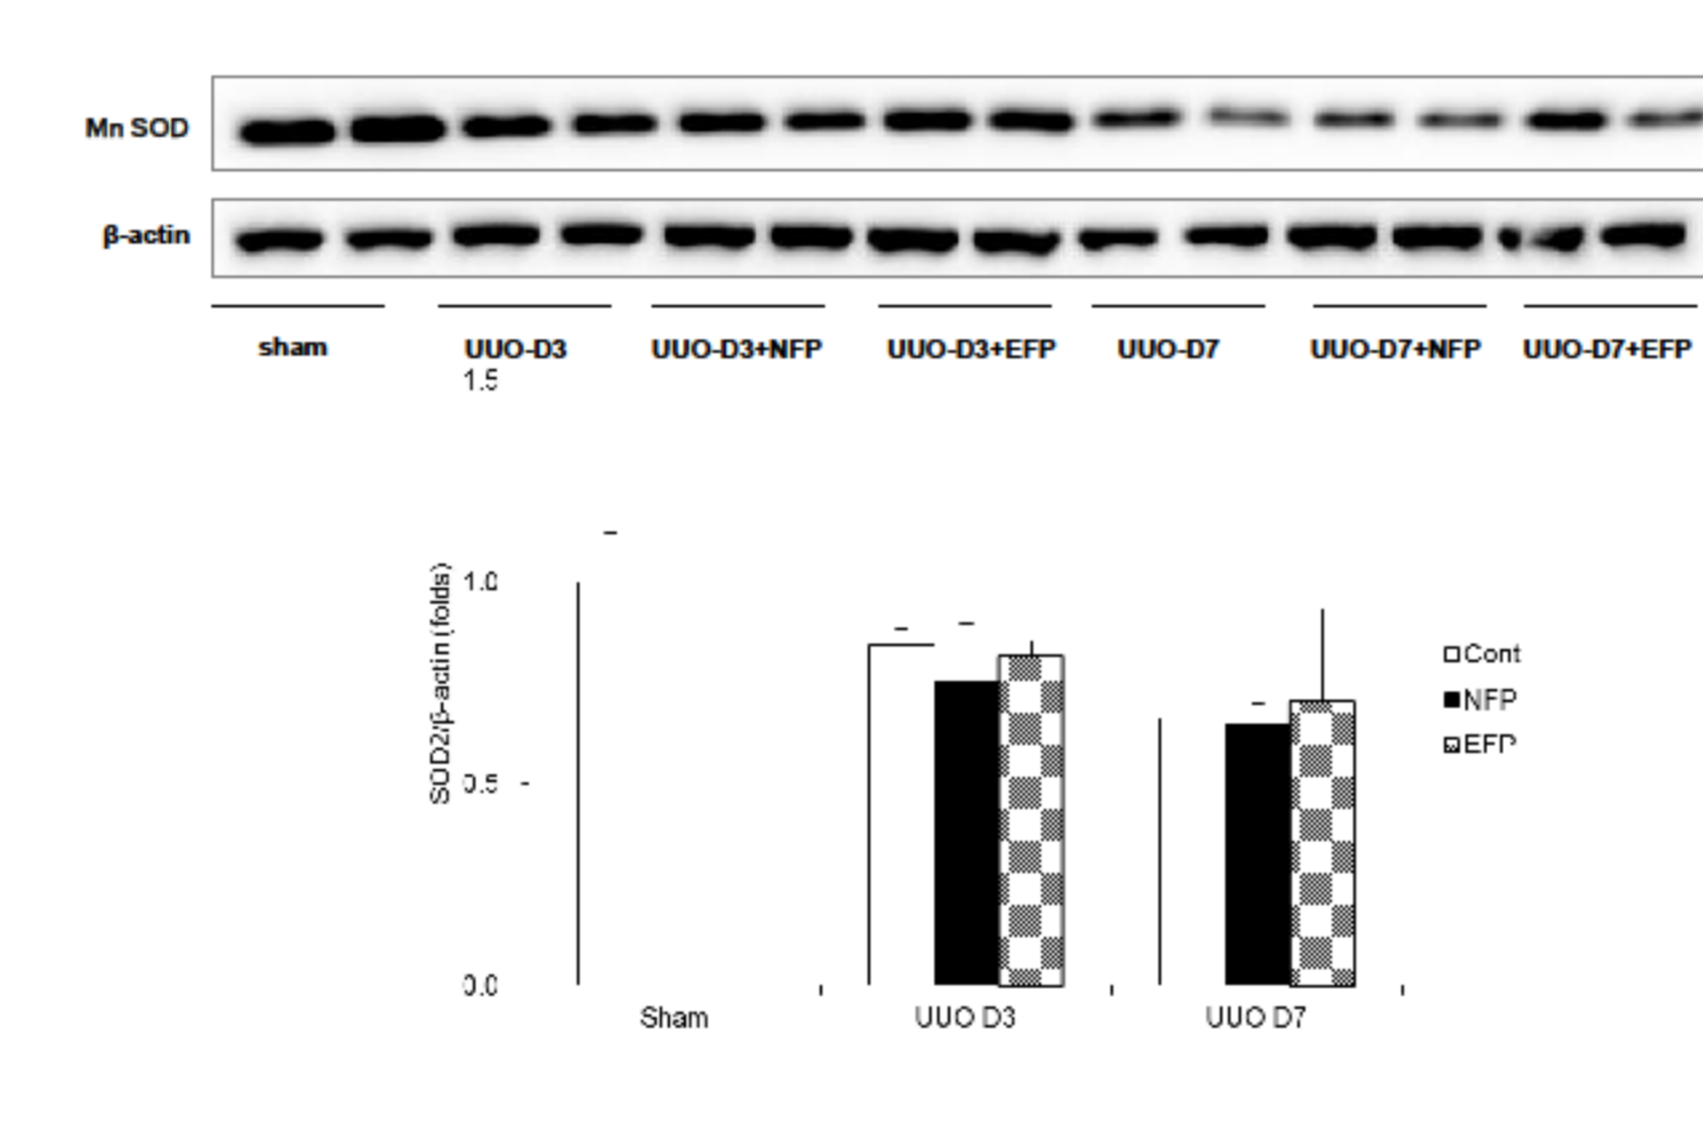 Mn SOD
β-actin
sham UUO-D3 UUO-D3+NFP UUO-D3+EFP UUO-D7 UUO-D7+NFP UUO-D7+EFP
1.5
1.0
0.5
0.0
SOD2/β-actin (folds)
Sham UUO D3 UUO D7
Cont
NFP
EFP